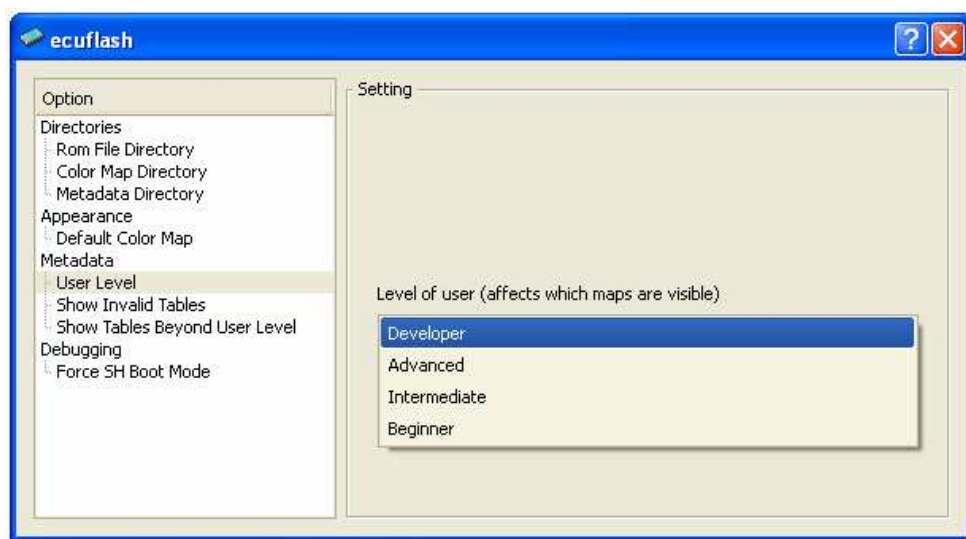 ecuflash
Option
Directories
Rom File Directory
Color Map Directory
Metadata Directory
Appearance
Default Color Map
Metadata
User Level
Show Invalid Tables
Show Tables Beyond User Level
Debugging
Force SH Boot Mode
Setting
Level of user (affects which maps are visible)
Developer
Advanced
Intermediate
Beginner